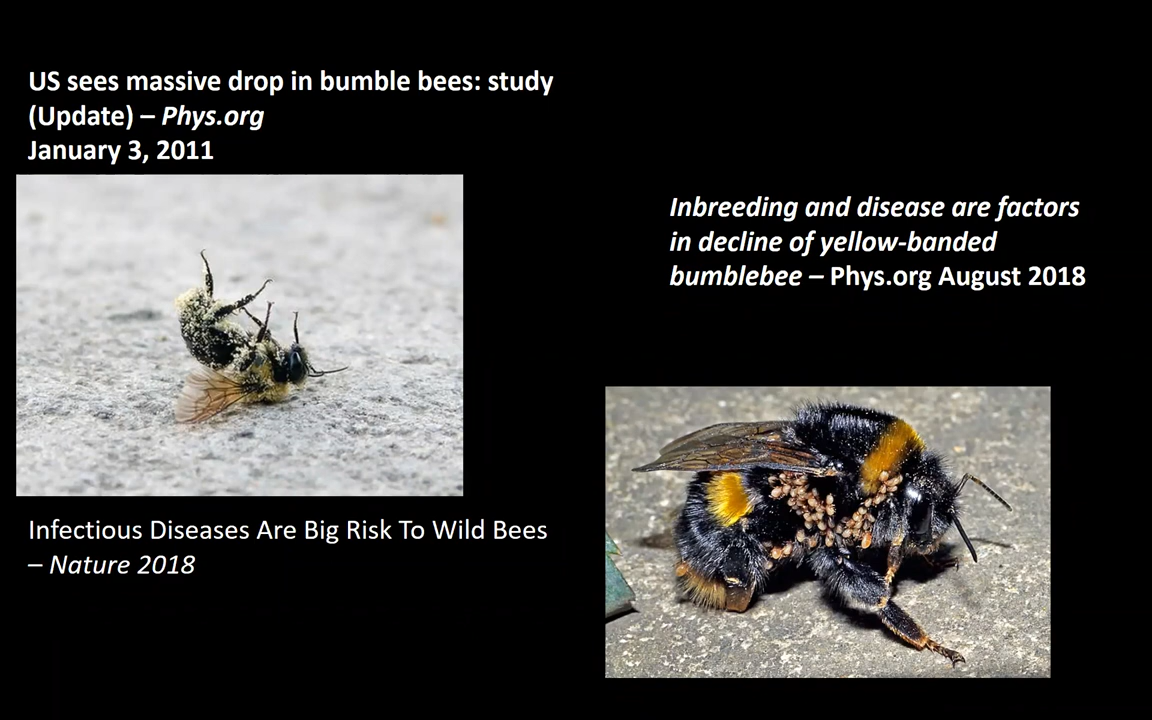 US sees massive drop in bumble bees: study
(Update) – Phys.org
January 3, 2011
Inbreeding and disease are factors
in decline of yellow-banded
bumblebee – Phys.org August 2018
Infectious Diseases Are Big Risk To Wild Bees
– Nature 2018